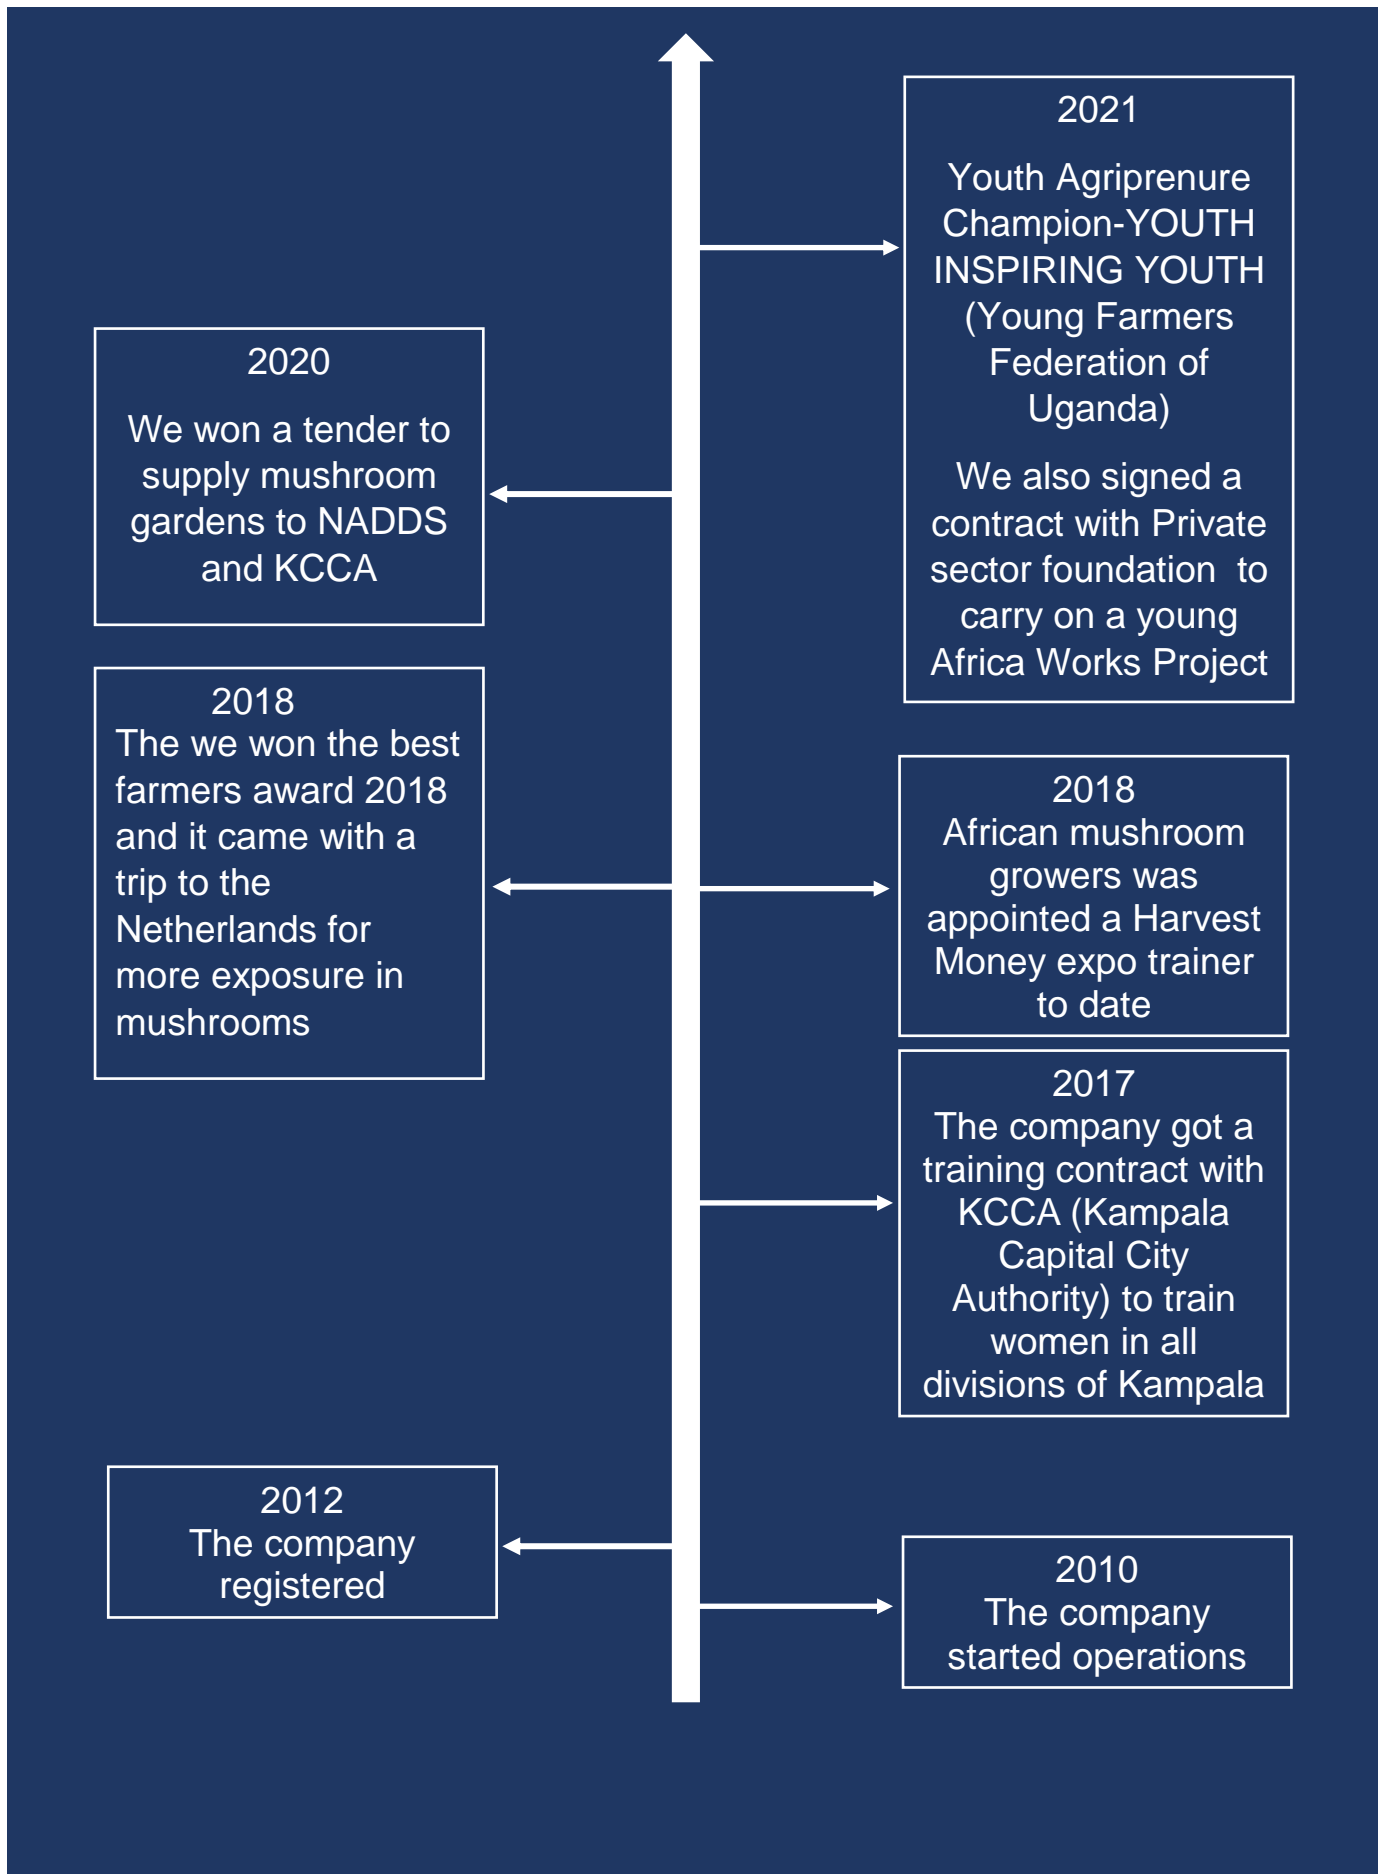 2021
Youth Agriprenure
Champion-YOUTH
INSPIRING YOUTH
(Young Farmers
Federation of
Uganda)
We also signed a
contract with Private
sector foundation  to
carry on a young
Africa Works Project
2020
We won a tender to
supply mushroom
gardens to NADDS
and KCCA
2018
The we won the best
farmers award 2018
and it came with a
trip to the
Netherlands for
more exposure in
mushrooms
2018
African mushroom
growers was
appointed a Harvest
Money expo trainer
to date
2017
The company got a
training contract with
KCCA (Kampala
Capital City
Authority) to train
women in all
divisions of Kampala
2012
The company
registered
2010
The company
started operations